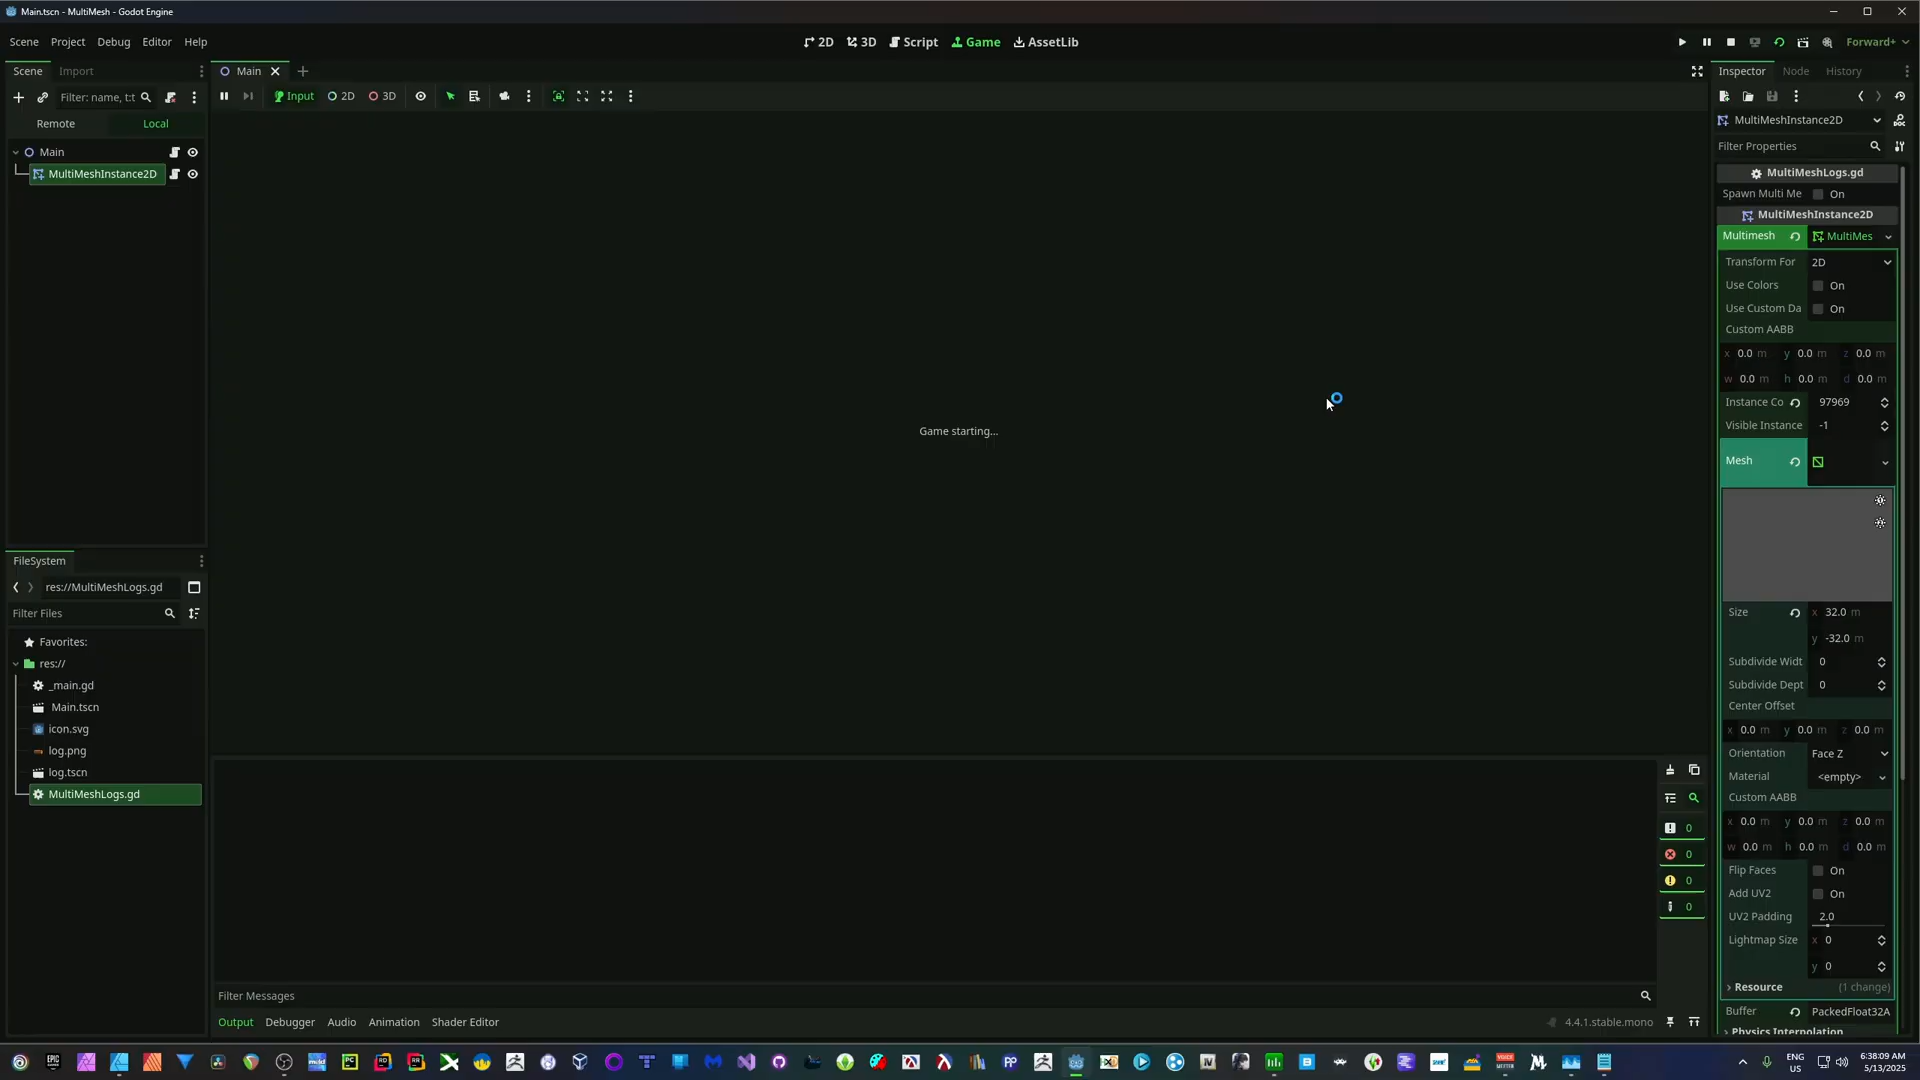 Main.tscn - MultiMesh - Godot Engine
Scene Project Debug Editor Help
2D 3D Script Game AssetLib
Forward+
Scene Import
Filter: name, t:t
Remote Local
Main
MultiMeshInstance2D
Main
Input 2D 3D
Game starting...
FileSystem
res://MultiMeshLogs.gd
Filter Files
Favorites:
res://
_main.gd
Main.tscn
icon.svg
log.png
log.tscn
MultiMeshLogs.gd
0
0
0
0
Filter Messages
Output Debugger Audio Animation Shader Editor
4.4.1.stable.mono
Inspector Node History
MultiMeshInstance2D
Filter Properties
MultiMeshLogs.gd
Spawn Multi Me On
MultiMeshInstance2D
Multimesh MultiMes
Transform For 2D
Use Colors On
Use Custom Da On
Custom AABB
x 0.0 m y 0.0 m z 0.0 m
w 0.0 m h 0.0 m d 0.0 m
Instance Co 97969
Visible Instance -1
Mesh
Size x 32.0 m
y -32.0 m
Subdivide Widt 0
Subdivide Dept 0
Center Offset
x 0.0 m y 0.0 m z 0.0 m
Orientation Face Z
Material <empty>
Custom AABB
x 0.0 m y 0.0 m z 0.0 m
w 0.0 m h 0.0 m d 0.0 m
Flip Faces On
Add UV2 On
UV2 Padding 2.0
Lightmap Size x 0
y 0
Resource (1 change)
Buffer PackedFloat32A
Physics Interpolation
ENG
US
6:38:09 AM
5/13/2025